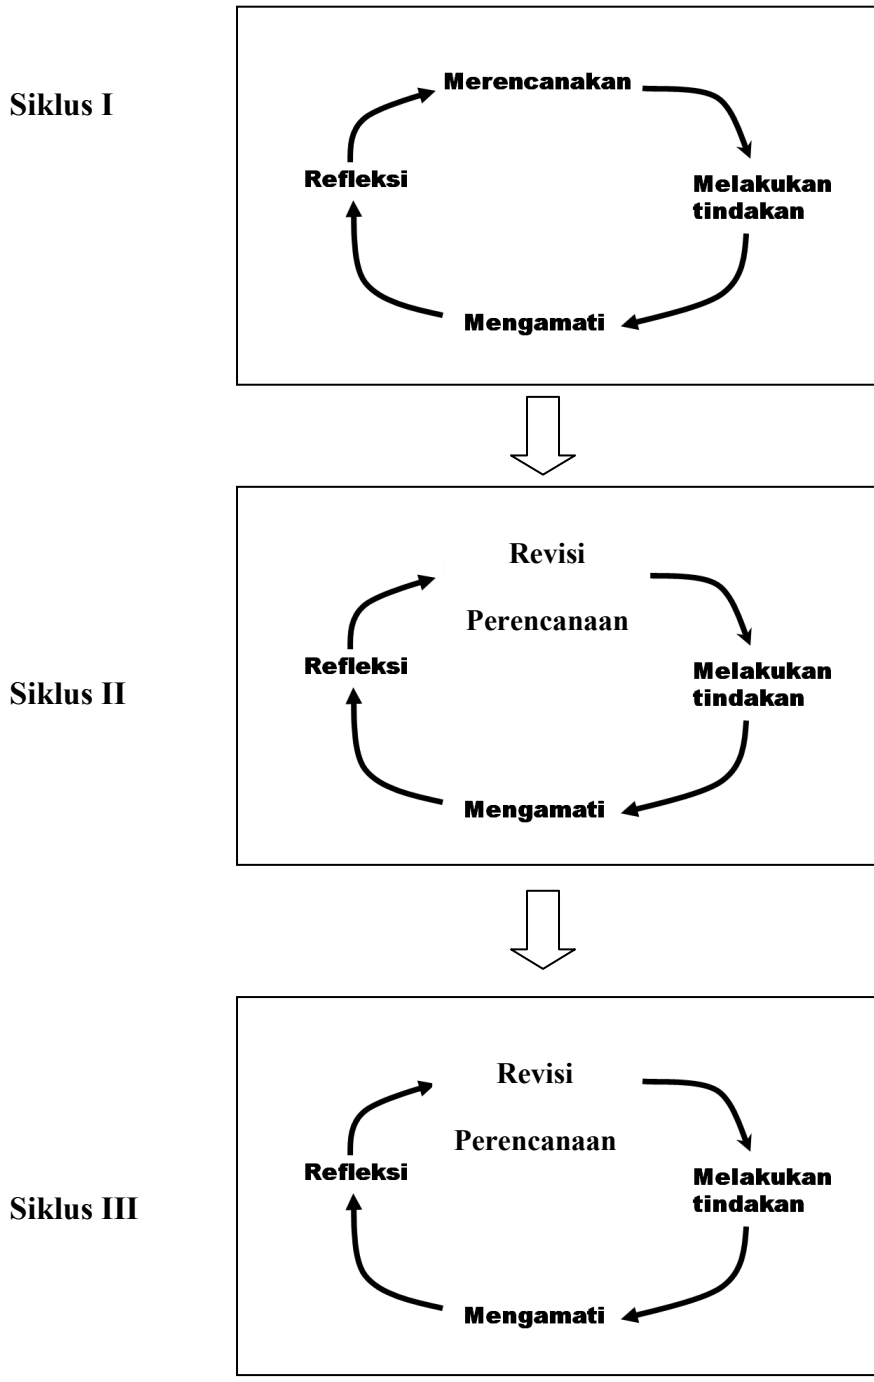 Siklus I
Merencanakan
Refleksi
Melakukan
tindakan
Mengamati
Siklus II
Revisi
Perencanaan
Refleksi
Melakukan
tindakan
Mengamati
Siklus III
Revisi
Perencanaan
Refleksi
Melakukan
tindakan
Mengamati